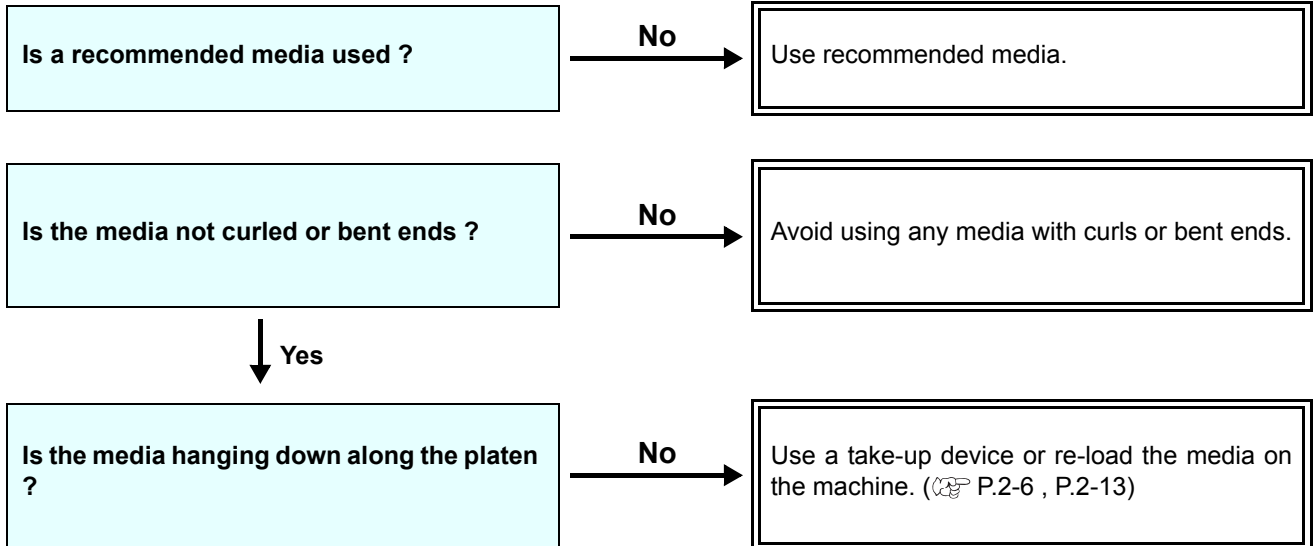 Is a recommended media used ?
No
Use recommended media.
Is the media not curled or bent ends ?
No
Avoid using any media with curls or bent ends.
Yes
Is the media hanging down along the platen
?
No
Use a take-up device or re-load the media on
the machine. (☞ P.2-6 , P.2-13)